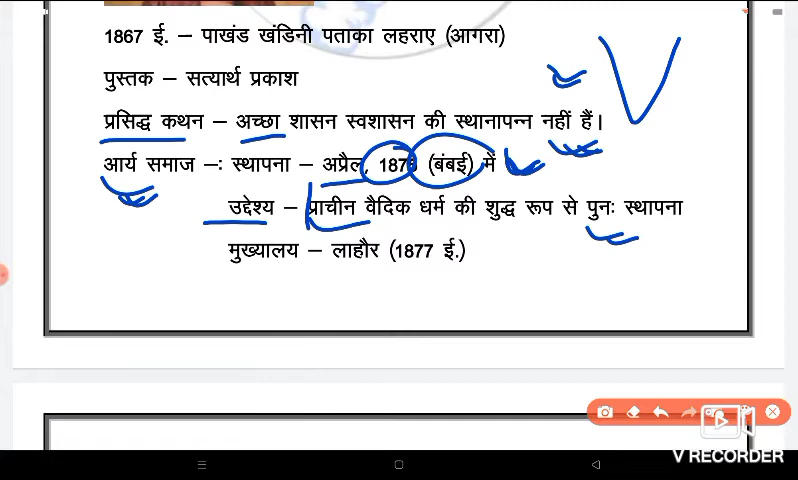 1867 ई. – पाखंड खंडिनी पताका लहराए (आगरा)
पुस्तक – सत्यार्थ प्रकाश
प्रसिद्ध कथन – अच्छा शासन स्वशासन की स्थानापन्न नहीं हैं।
आर्य समाज –: स्थापना – अप्रैल, (बंबई) में
उद्देश्य – प्राचीन वैदिक धर्म की शुद्ध रूप से पुनः स्थापना
मुख्यालय – लाहौर (1877 ई.)
V RECORDER